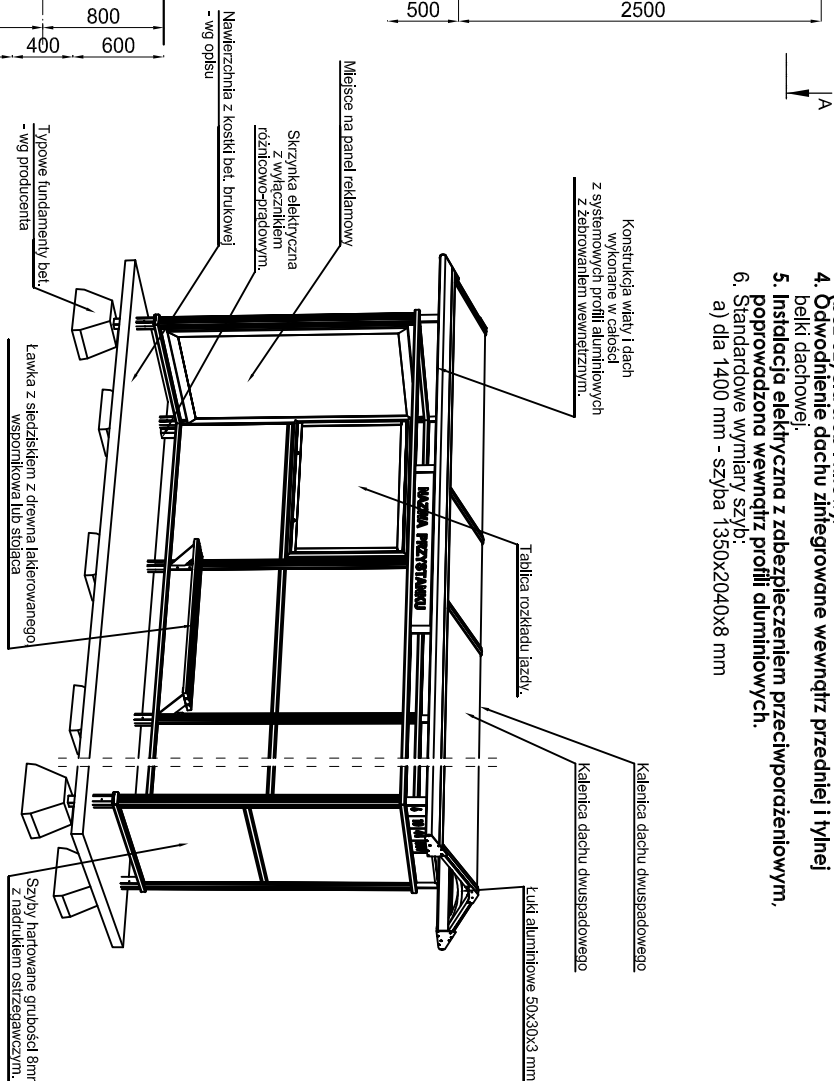 800
400
600
500
2500
A
4. Odwodnienie dachu zintegrowane wewnątrz przedniej i tylnej
belki dachowej.
5. Instalacja elektryczna z zabezpieczeniem przeciwporażeniowym,
poprowadzona wewnątrz profili aluminiowych.
6. Standardowe wymiary szyb:
a) dla 1400 mm - szyba 1350x2040x8 mm
Konstrukcja wiaty i dach
wykonane w całości
z systemowych profili aluminiowych
z żebrowaniem wewnętrznym.
Miejsce na panel reklamowy
Skrzynka elektryczna
z wyłącznikiem
różnicowo-prądowym.
Nawierzchnia z kostki bet. brukowej
- wg opisu
Typowe fundamenty bet.
- wg producenta
Kalenica dachu dwuspadowego
Kalenica dachu dwuspadowego
Tablica rozkładu jazdy.
NAZWA PRZYSTANKU
Łuki aluminiowe 50x30x3 mm
Ławka z siedziskiem z drewna lakierowanego
wspornikowa lub stojąca
Szyby hartowane grubości 8mm
z nadrukiem ostrzegawczym.